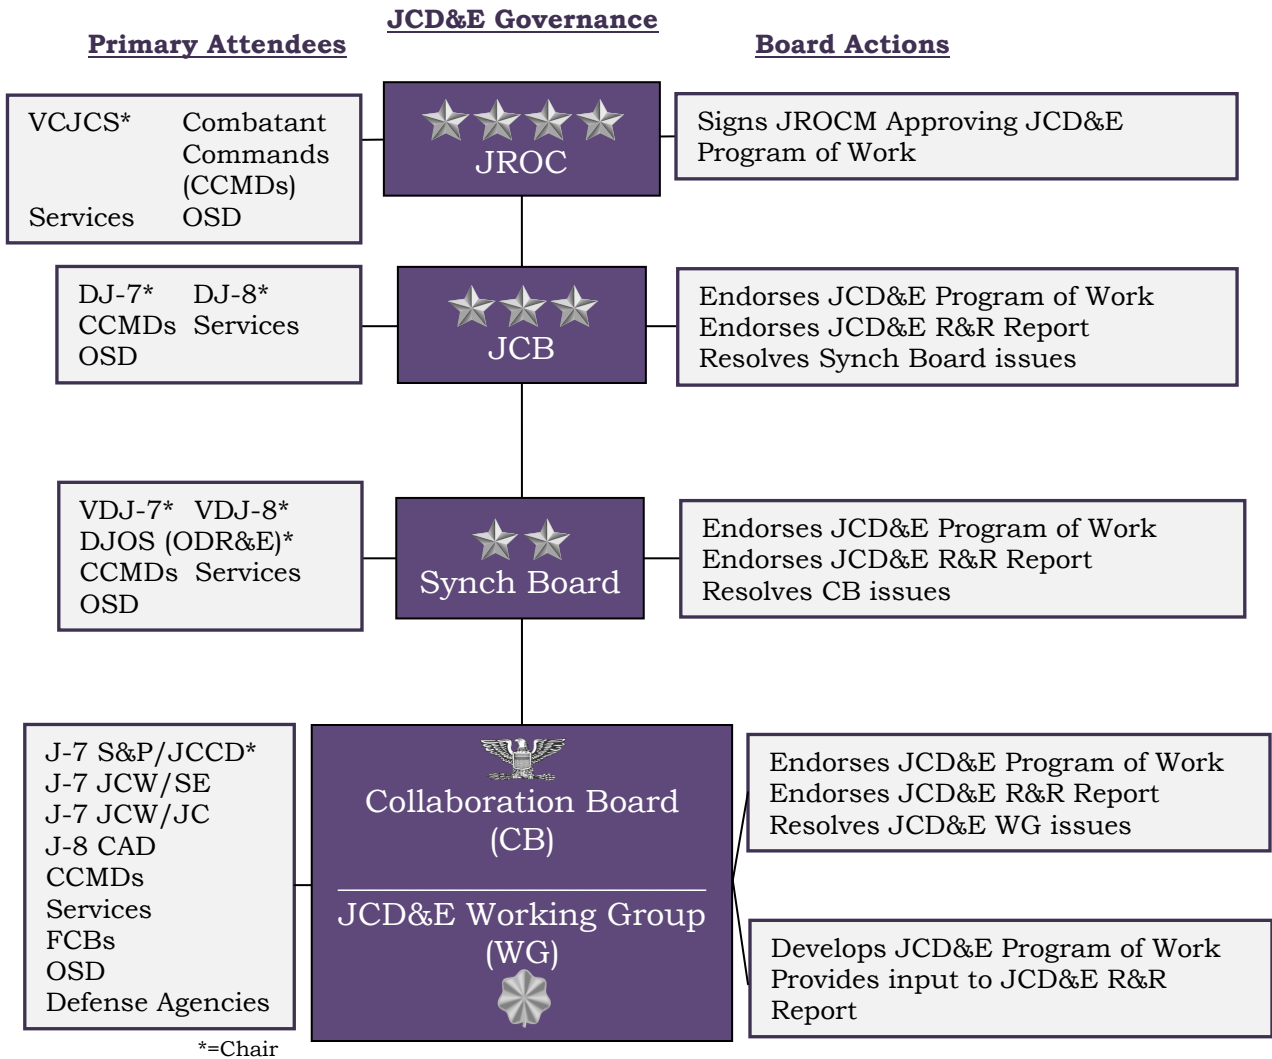 JCD&E Governance
Primary Attendees
Board Actions
VCJCS* Combatant
Commands
(CCMDs)
Services OSD
JROC
Signs JROCM Approving JCD&E
Program of Work
DJ-7* DJ-8*
CCMDs Services
OSD
JCB
Endorses JCD&E Program of Work
Endorses JCD&E R&R Report
Resolves Synch Board issues
VDJ-7* VDJ-8*
DJOS (ODR&E)*
CCMDs Services
OSD
Synch Board
Endorses JCD&E Program of Work
Endorses JCD&E R&R Report
Resolves CB issues
J-7 S&P/JCCD*
J-7 JCW/SE
J-7 JCW/JC
J-8 CAD
CCMDs
Services
FCBs
OSD
Defense Agencies
*=Chair
Collaboration Board
(CB)
JCD&E Working Group
(WG)
Endorses JCD&E Program of Work
Endorses JCD&E R&R Report
Resolves JCD&E WG issues
Develops JCD&E Program of Work
Provides input to JCD&E R&R
Report